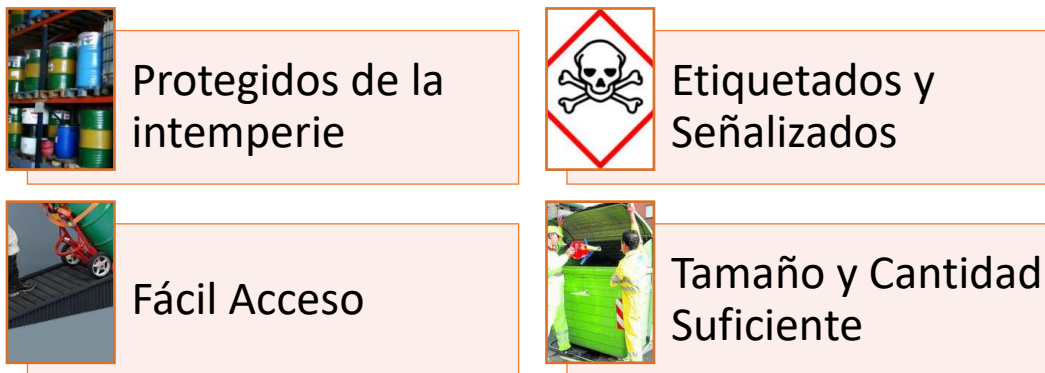 Protegidos de la
intemperie
Etiquetados y
Señalizados
Fácil Acceso
Tamaño y Cantidad
Suficiente